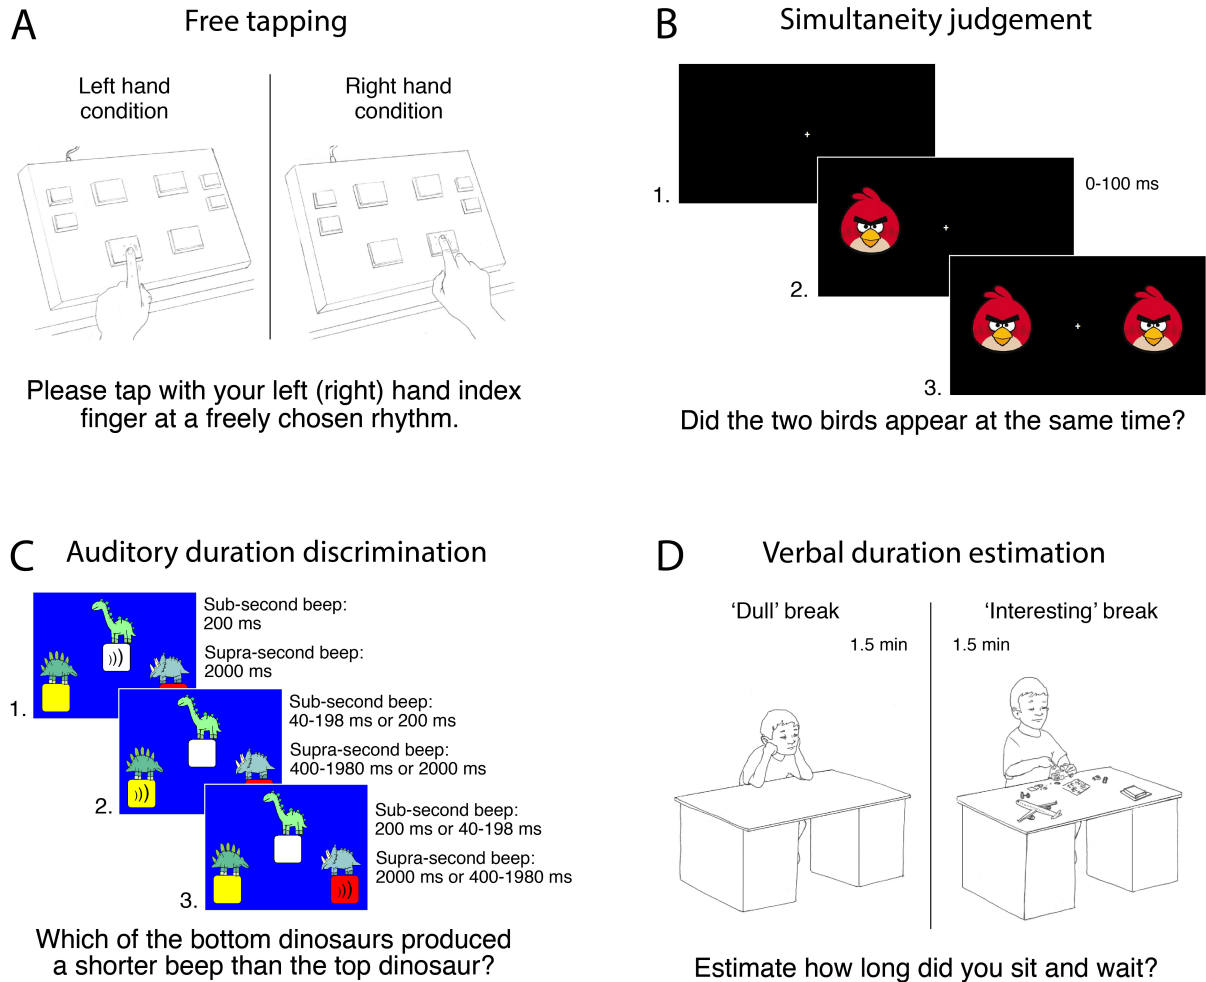 A
Free tapping
Left hand
condition
Right hand
condition
Please tap with your left (right) hand index
finger at a freely chosen rhythm.
B
Simultaneity judgement
1.
0-100 ms
2.
3.
Did the two birds appear at the same time?
C
Auditory duration discrimination
Sub-second beep:
200 ms
Supra-second beep:
2000 ms
1.
Sub-second beep:
40-198 ms or 200 ms
Supra-second beep:
400-1980 ms or 2000 ms
2.
Sub-second beep:
200 ms or 40-198 ms
Supra-second beep:
2000 ms or 400-1980 ms
3.
Which of the bottom dinosaurs produced
a shorter beep than the top dinosaur?
D
Verbal duration estimation
‘Dull’ break
1.5 min
‘Interesting’ break
1.5 min
Estimate how long did you sit and wait?